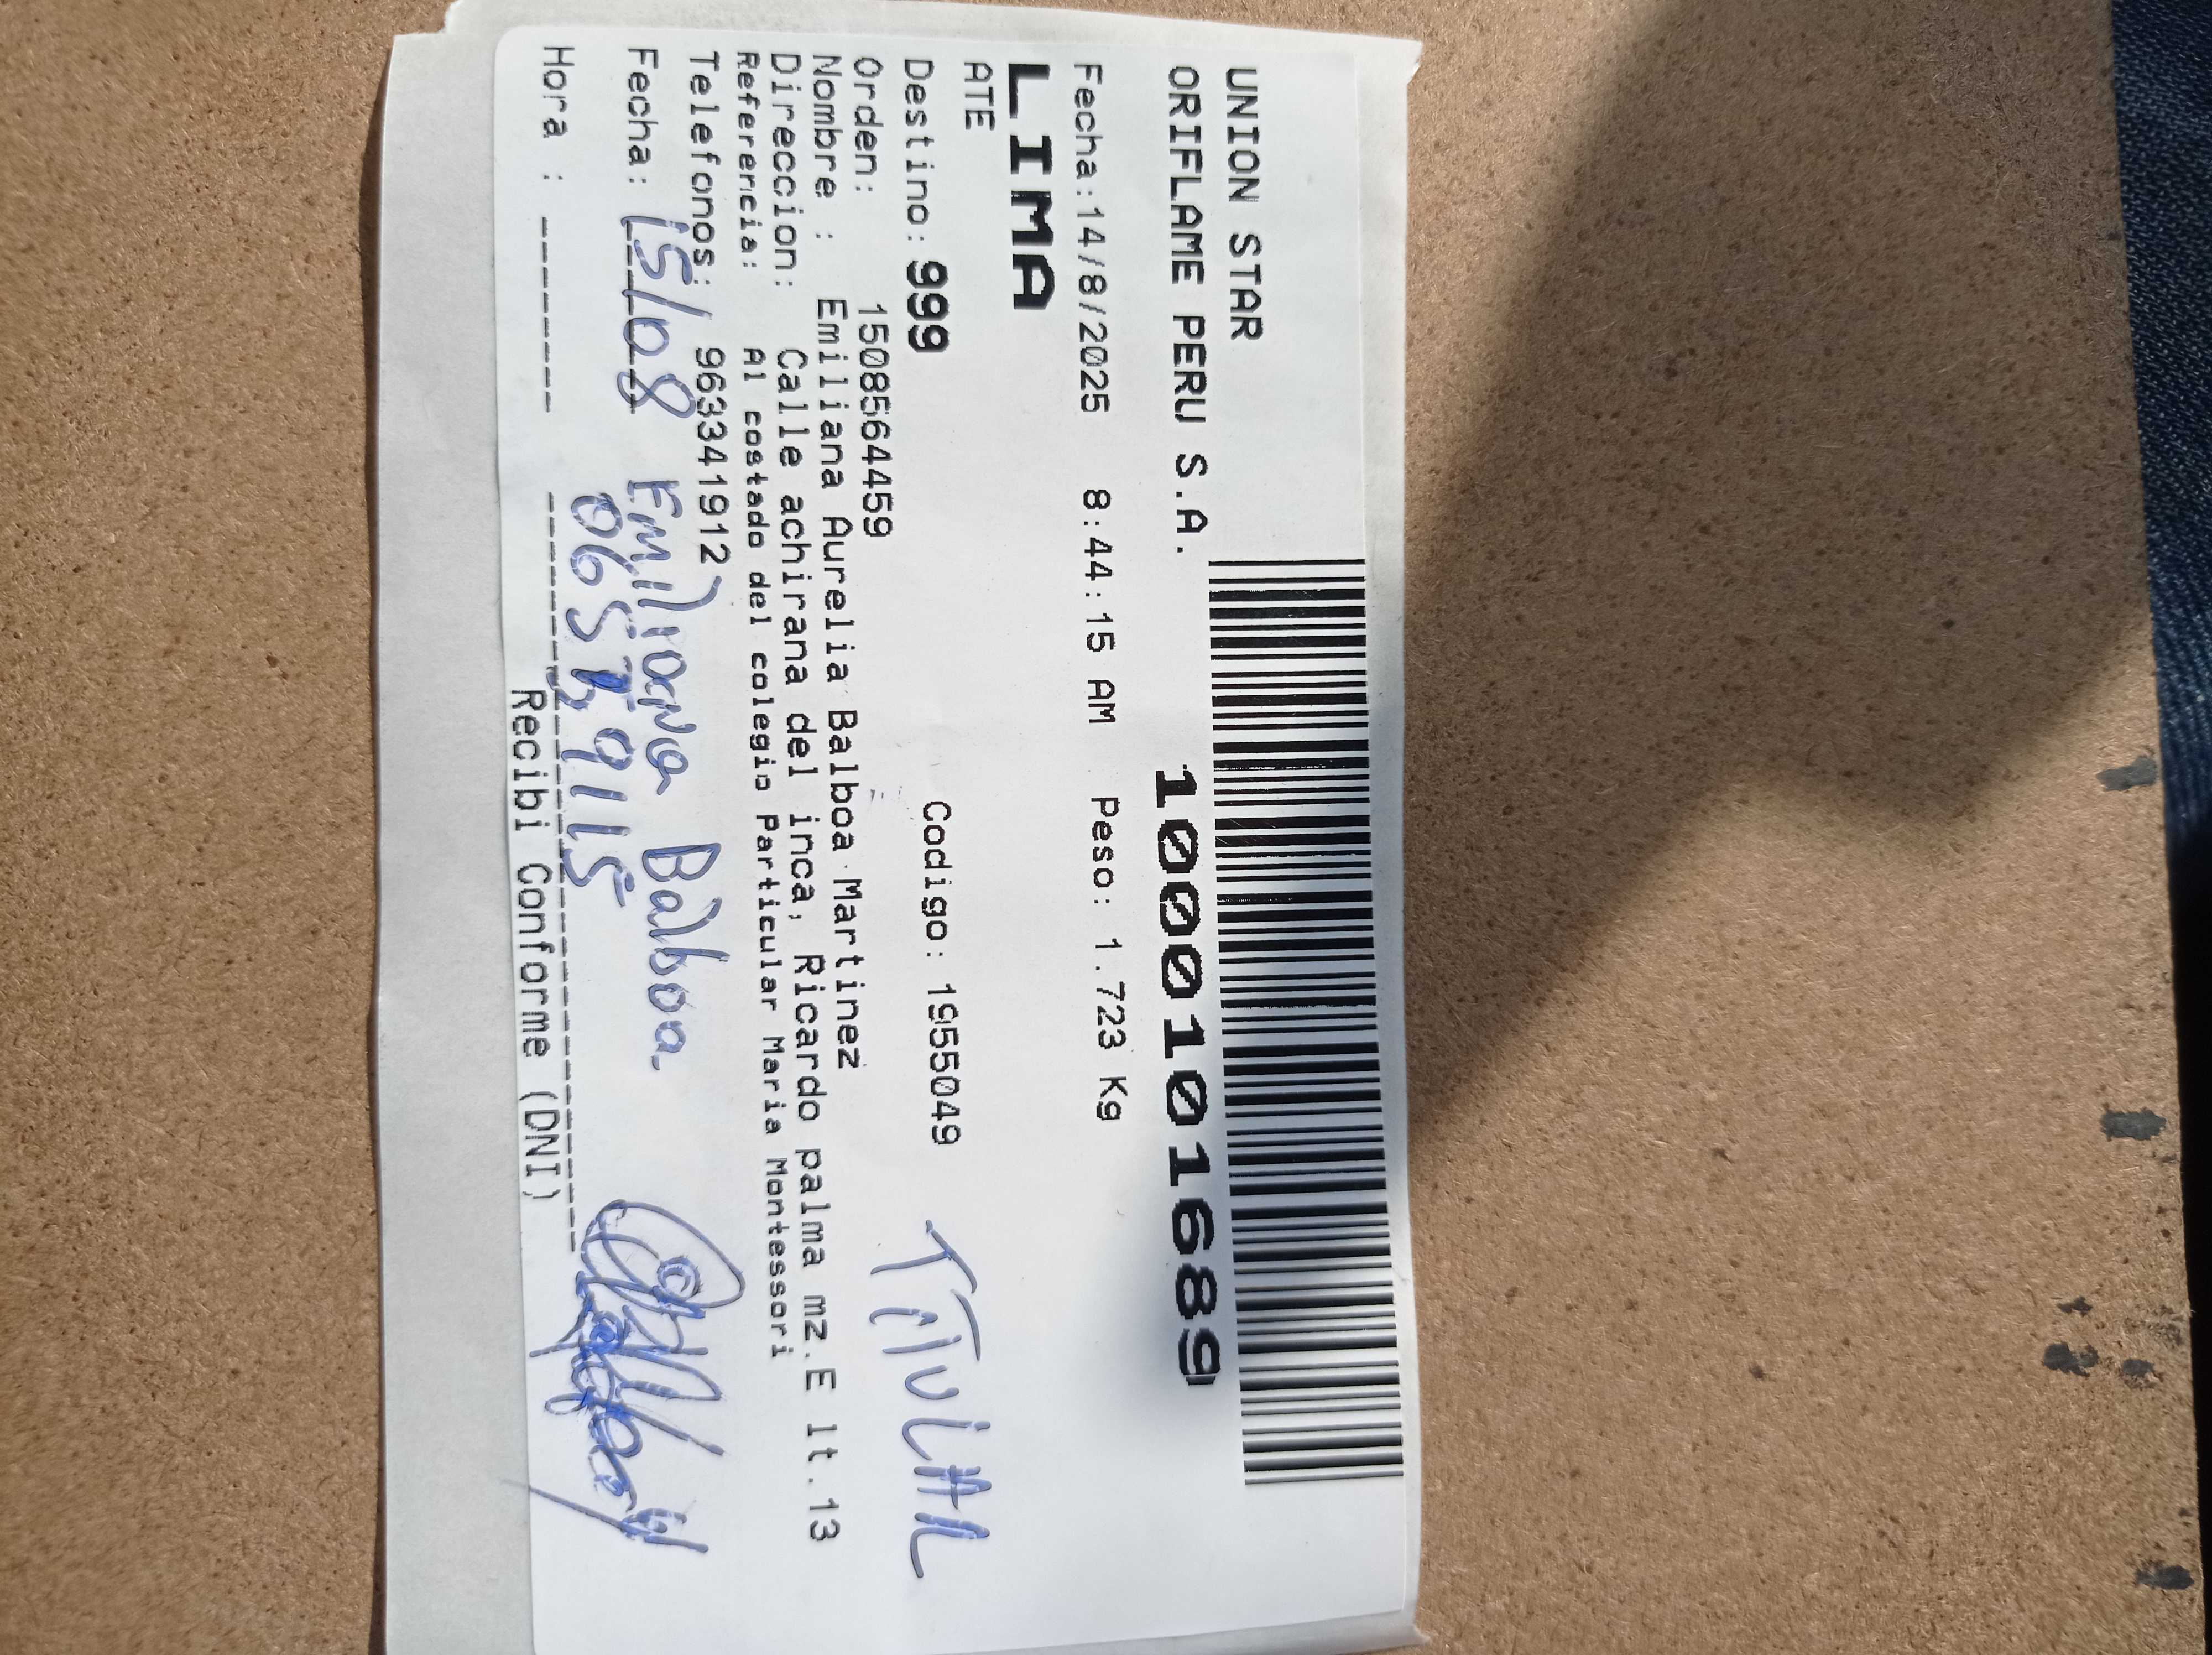 UNION STAR
ORIFLAME PERU S.A.
10001101689
Fecha:14/8/2025 8:44:15 AM Peso: 1.723 Kg
LIMA
ATE
Destino: 999 Codigo: 1955049
TiTULAR
Orden: 1508564459
Nombre : Emiliana Aurelia Balboa Martinez
Direccion: Calle achirana del inca, Ricardo palma mz.E lt.13
Referencia: Al costado del colegio Particular Maria Montessori
Telefonos: 963341912
Fecha: 15/08 Emiliana Balboa
Hora :
Recibi Conforme (DNI)